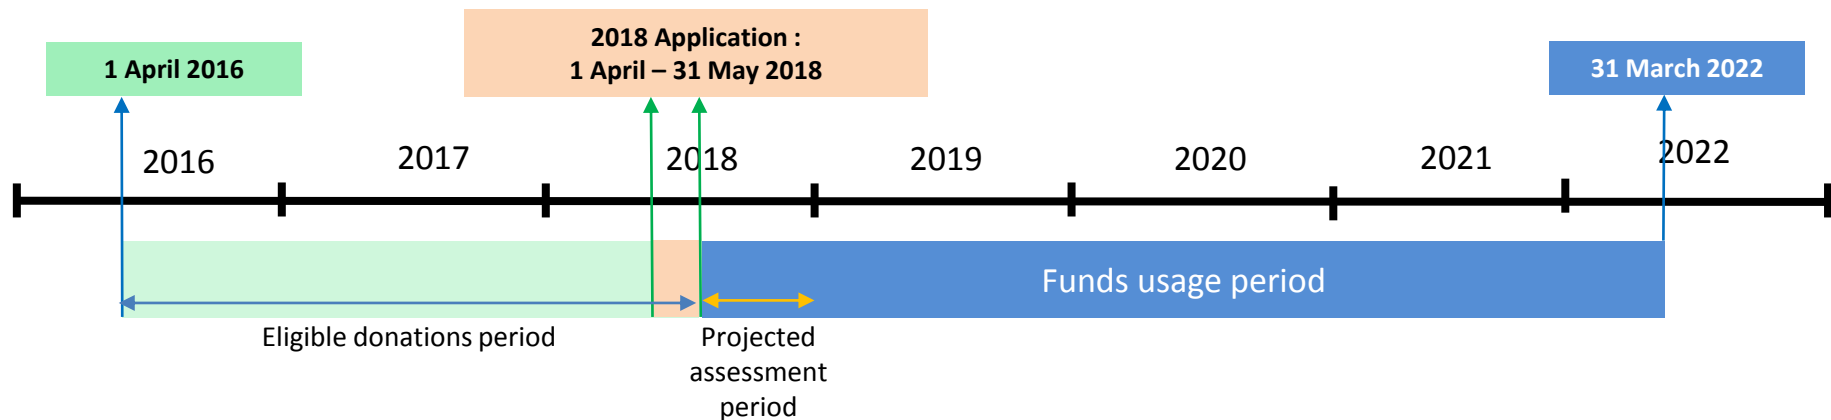 1 April 2016
2018 Application :
1 April – 31 May 2018
31 March 2022
2016
2017
2018
2019
2020
2021
2022
Funds usage period
Eligible donations period
Projected
assessment
period